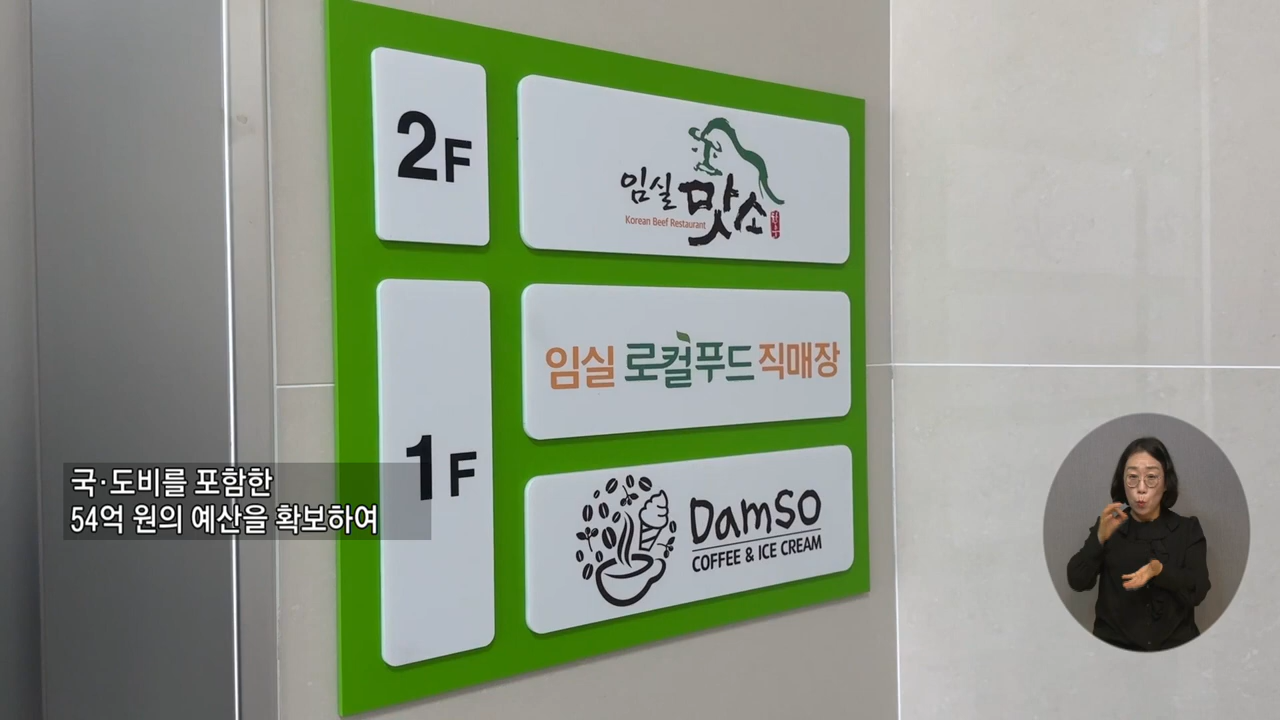 2F
임실 맛소
Korean Beef Restaurant
1F
임실 로컬푸드 직매장
Damso
COFFEE & ICE CREAM
국·도비를 포함한
54억 원의 예산을 확보하여